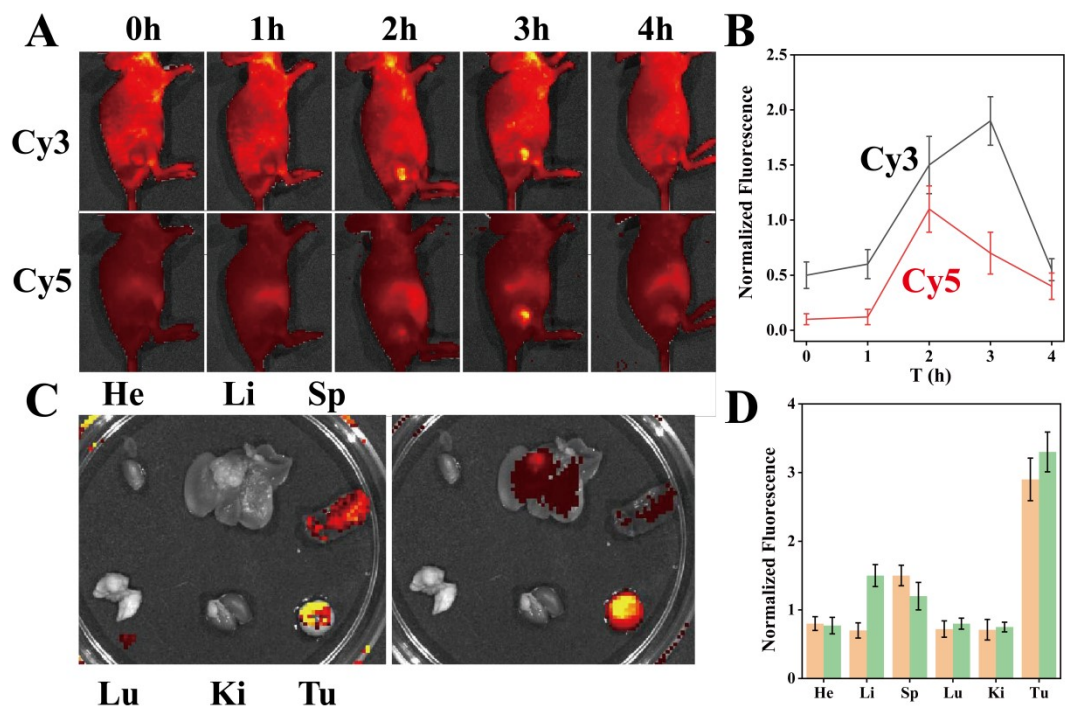 A
0h 1h 2h 3h 4h
Cy3
Cy5
B
Normalized Fluorescence
2.5
2.0
1.5
1.0
0.5
0.0
Cy3
Cy5
0 1 2 3 4
T (h)
C
He Li Sp
Lu Ki Tu
D
Normalized Fluorescence
4
3
2
1
0
He Li Sp Lu Ki Tu